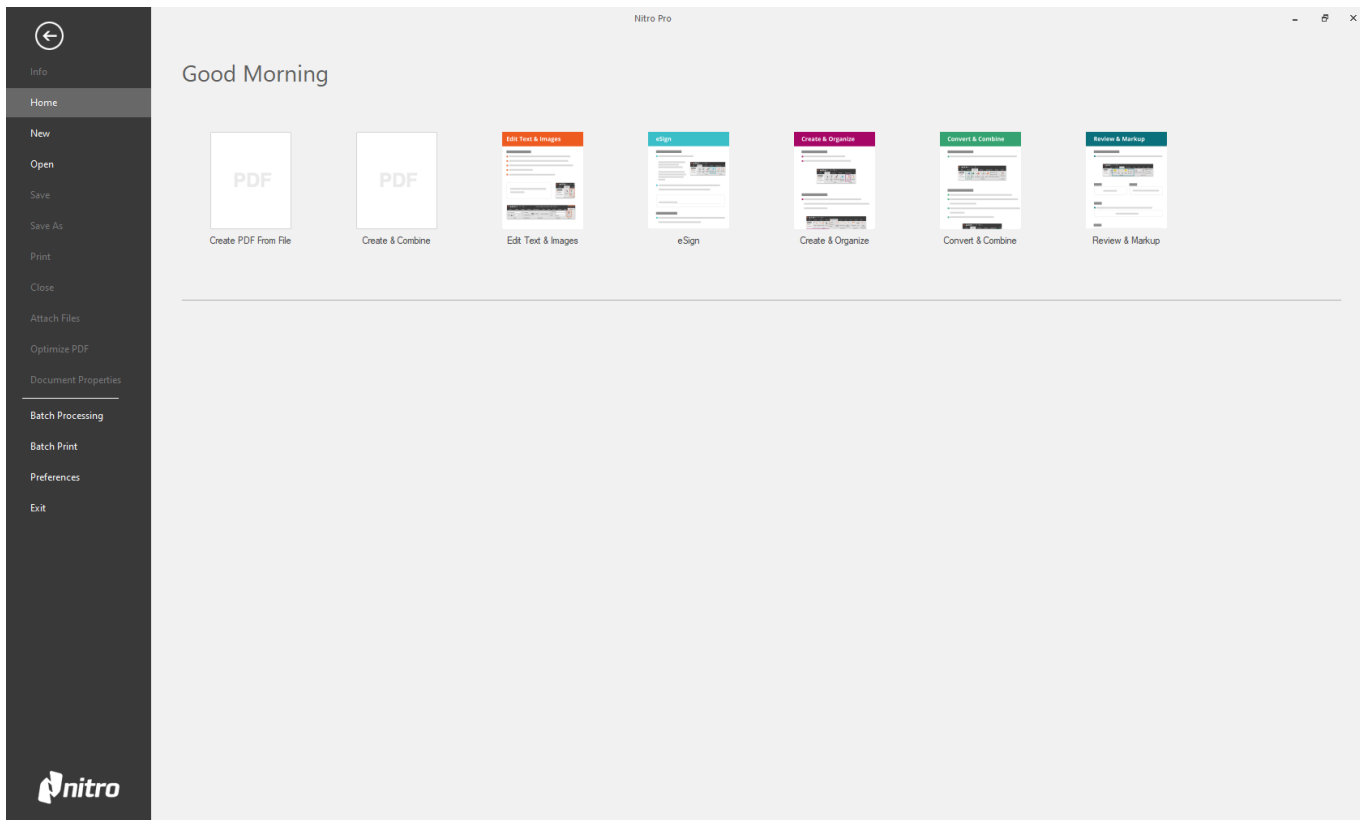 Nitro Pro
Info
Home
New
Open
Save
Save As
Print
Close
Attach Files
Optimize PDF
Document Properties
Batch Processing
Batch Print
Preferences
Exit
nitro
Good Morning
PDF
Create PDF From File
PDF
Create & Combine
Edit Text & Images
Edit Text & Images
eSign
eSign
Create & Organize
Create & Organize
Convert & Combine
Convert & Combine
Review & Markup
Review & Markup